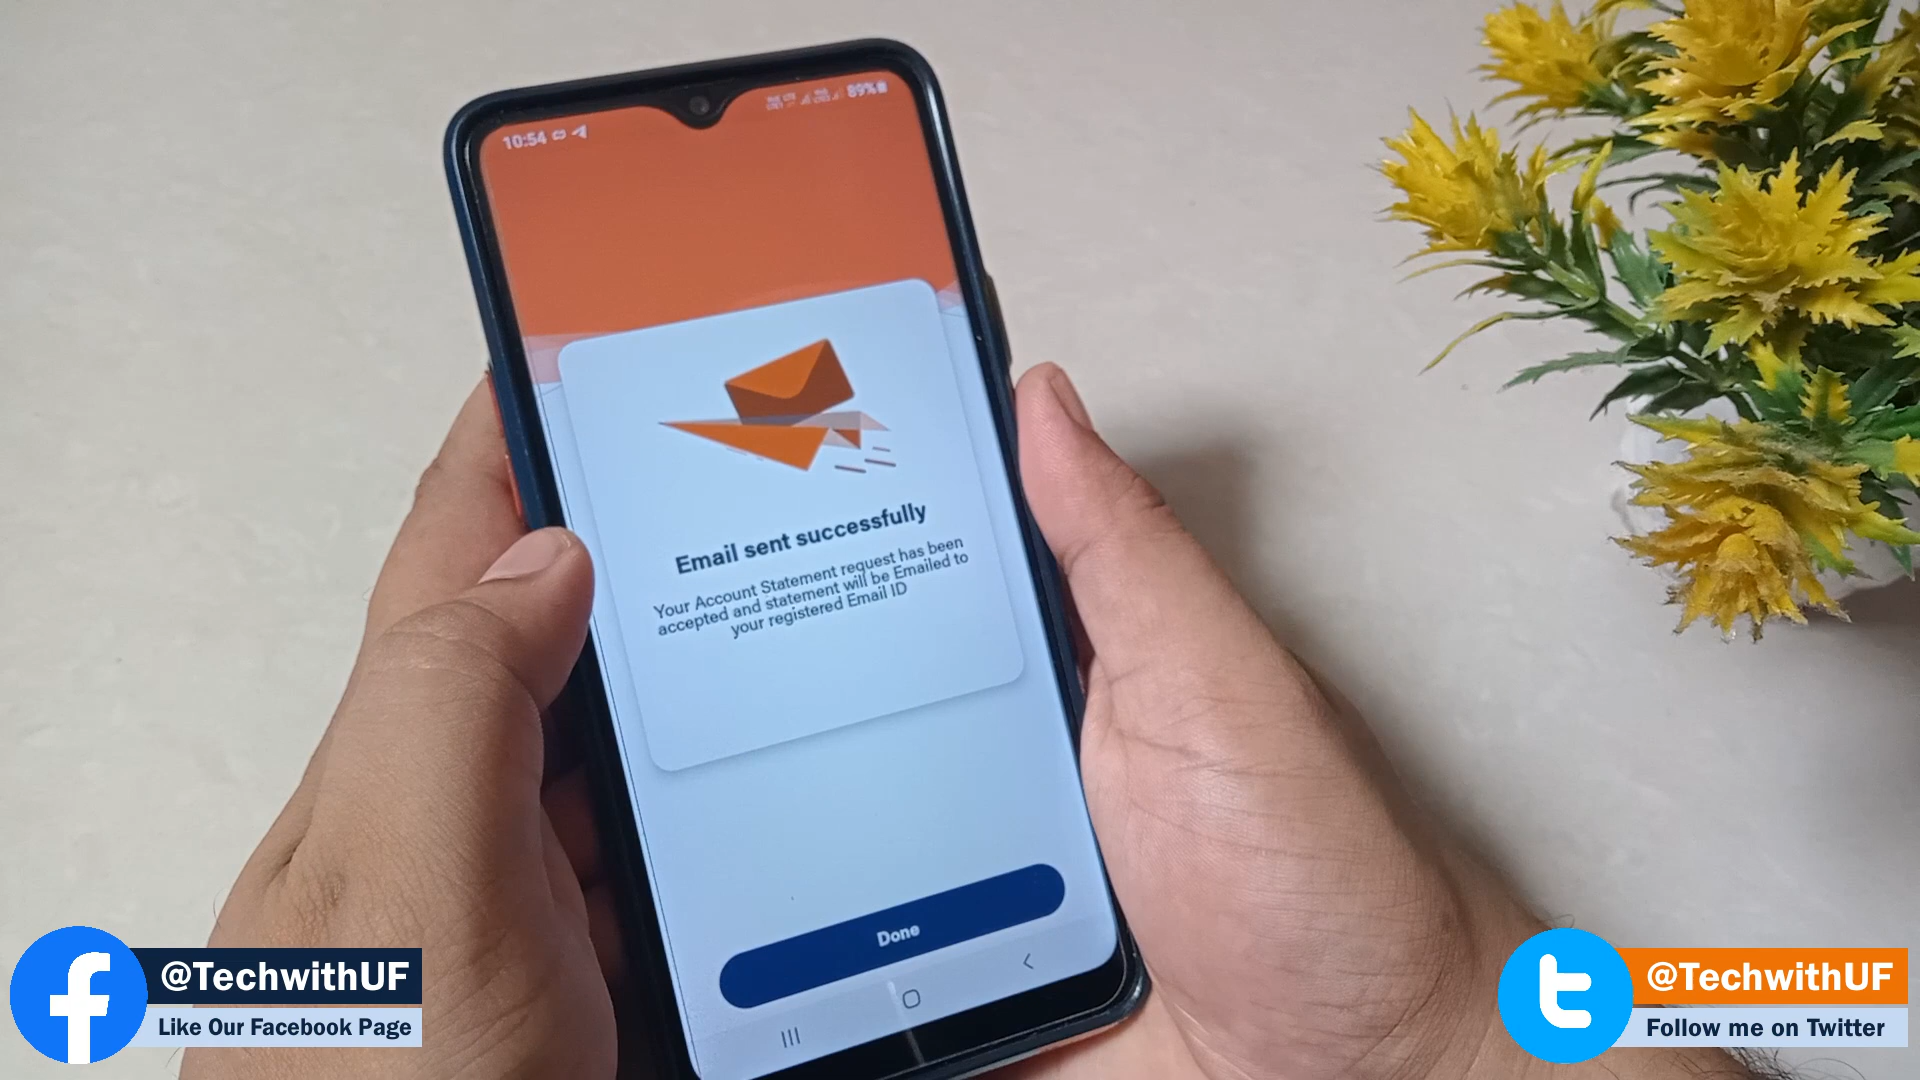 10:54
89%
Email sent successfully
Your Account Statement request has been
accepted and statement will be Emailed to
your registered Email ID
Done
@TechwithUF
Like Our Facebook Page
@TechwithUF
Follow me on Twitter